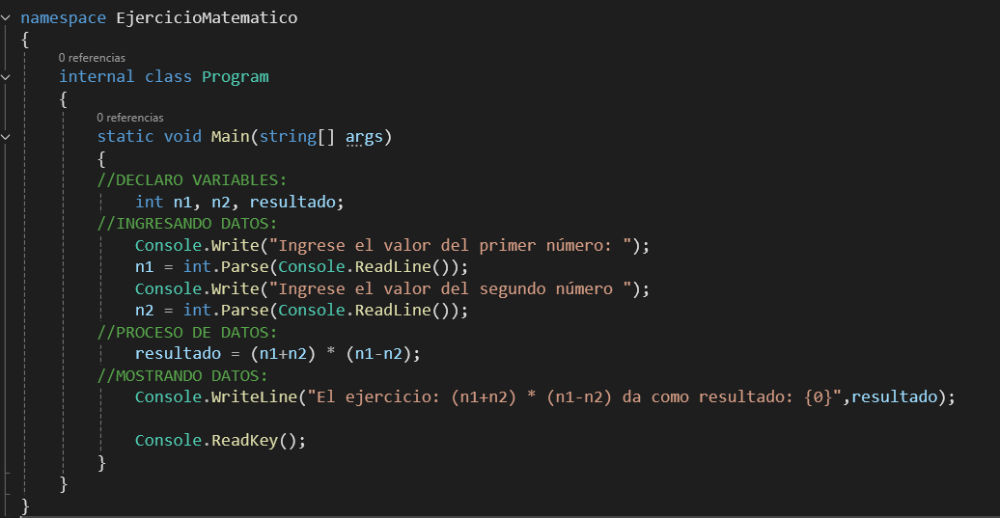 namespace EjercicioMatematico
{
0 referencias
internal class Program
{
0 referencias
static void Main(string[] args)
{
//DECLARO VARIABLES:
int n1, n2, resultado;
//INGRESANDO DATOS:
Console.Write("Ingrese el valor del primer número: ");
n1 = int.Parse(Console.ReadLine());
Console.Write("Ingrese el valor del segundo número ");
n2 = int.Parse(Console.ReadLine());
//PROCESO DE DATOS:
resultado = (n1+n2) * (n1-n2);
//MOSTRANDO DATOS:
Console.WriteLine("El ejercicio: (n1+n2) * (n1-n2) da como resultado: {0}",resultado);
Console.ReadKey();
}
}
}